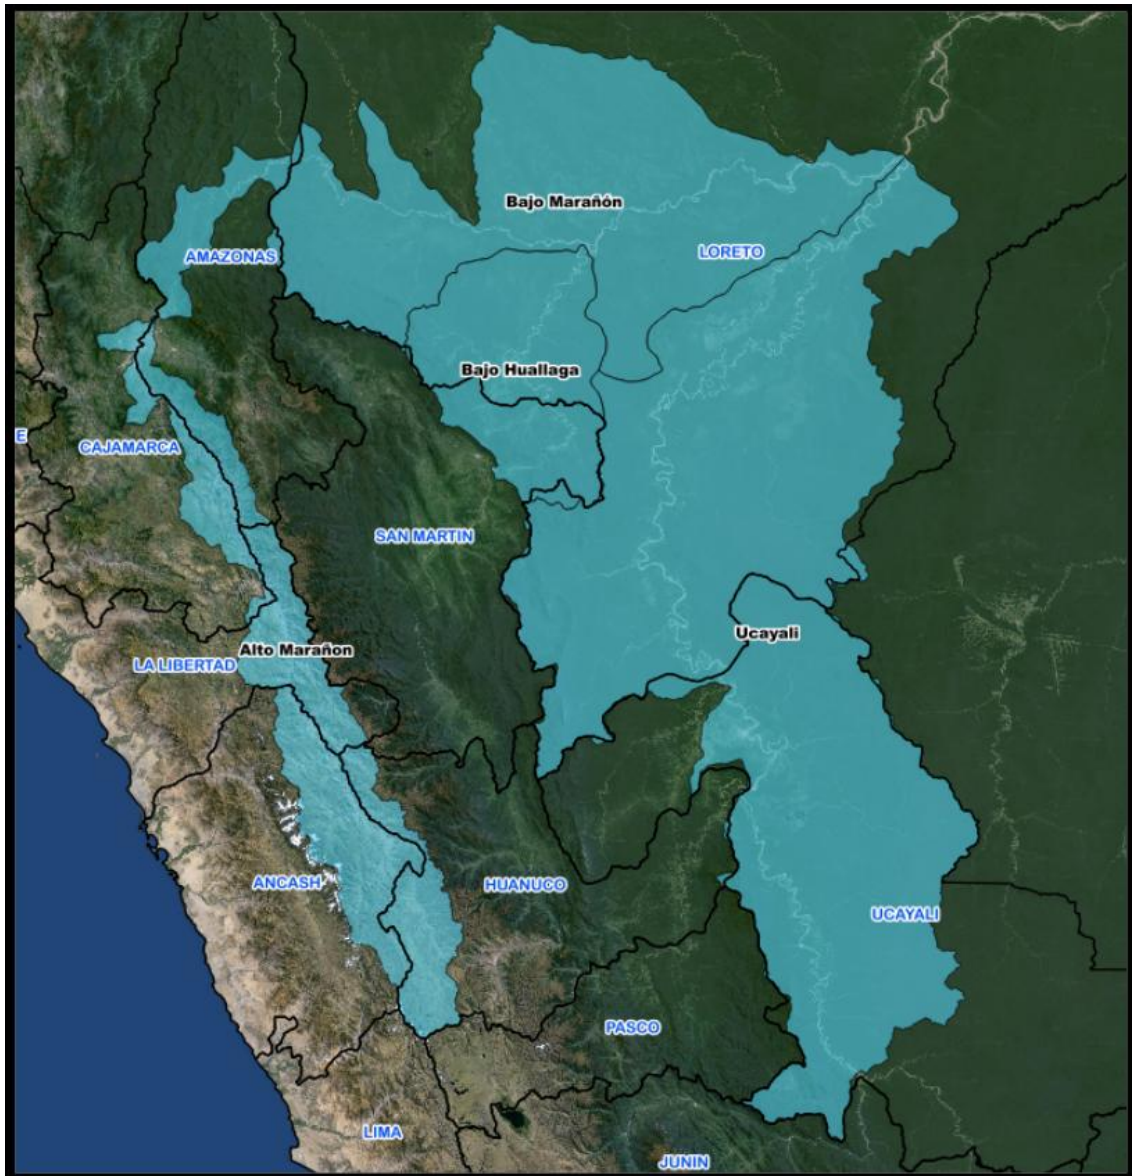 Bajo Marañón
AMAZONAS
LORETO
Bajo Huallaga
E
CAJAMARCA
SAN MARTIN
Ucayali
Alto Marañon
LA LIBERTAD
ANCASH
HUANUCO
UCAYALI
PASCO
LIMA
JUNIN